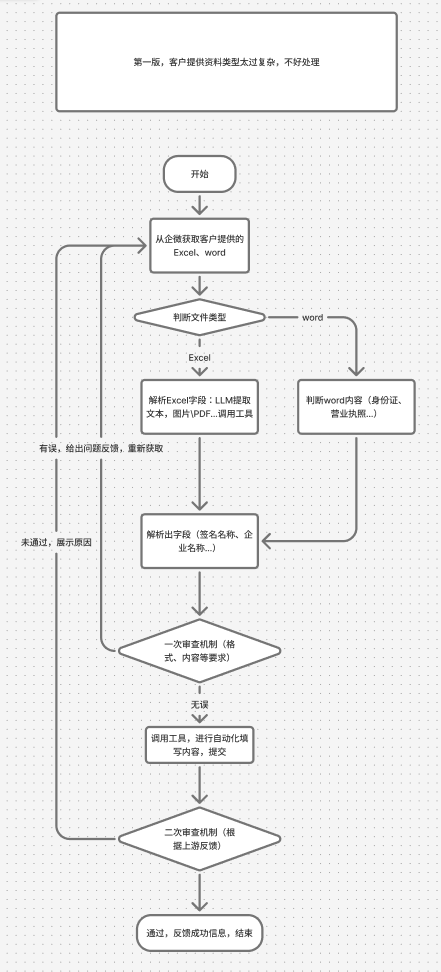 第一版，客户提供资料类型太过复杂，不好处理
开始
从企微获取客户提供的
Excel、word
判断文件类型
word
Excel
解析Excel字段：LLM提取
文本，图片\PDF...调用工具
判断word内容（身份证、
营业执照...）
有误，给出问题反馈，重新获取
解析出字段（签名名称、企
业名称...）
未通过，展示原因
一次审查机制（格
式、内容等要求）
无误
调用工具，进行自动化填
写内容，提交
二次审查机制（根
据上游反馈）
通过，反馈成功信息，结束